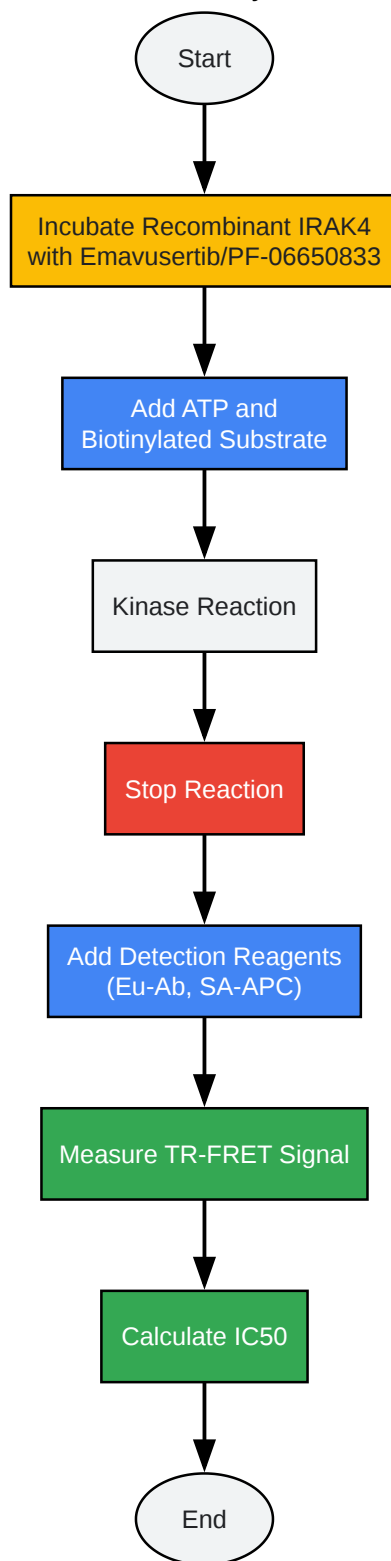 Start
Incubate Recombinant IRAK4
with Emavusertib/PF-06650833
Add ATP and
Biotinylated Substrate
Kinase Reaction
Stop Reaction
Add Detection Reagents
(Eu-Ab, SA-APC)
Measure TR-FRET Signal
Calculate IC50
End